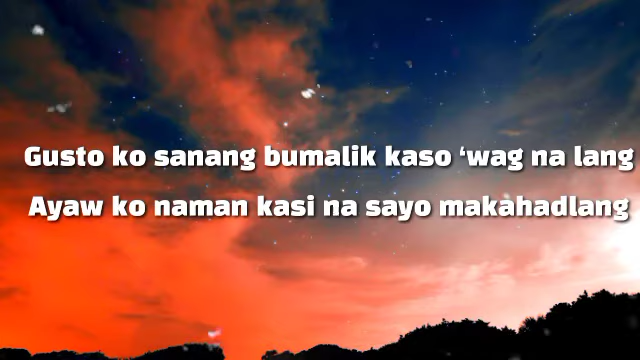 Gusto ko sanang bumalik kaso ‘wag na lang
Ayaw ko naman kasi na sayo makahadlang